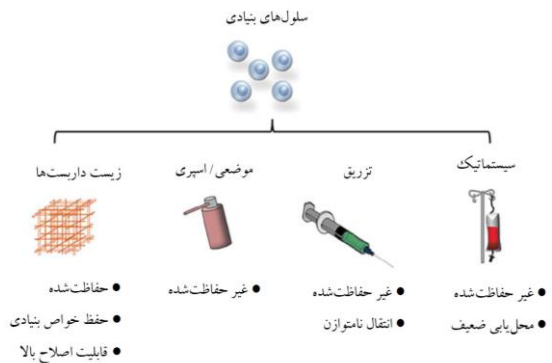 سلول‌های بنیادی
سیستماتیک
تزریق
موضعی/ اسپری
زیست داربست‌ها
● غیر حفاظت‌شده
● محل‌یابی ضعیف
● غیر حفاظت‌شده
● انتقال نامتوازن
● غیر حفاظت‌شده
● حفاظت‌شده
● حفظ خواص بنیادی
● قابلیت اصلاح بالا